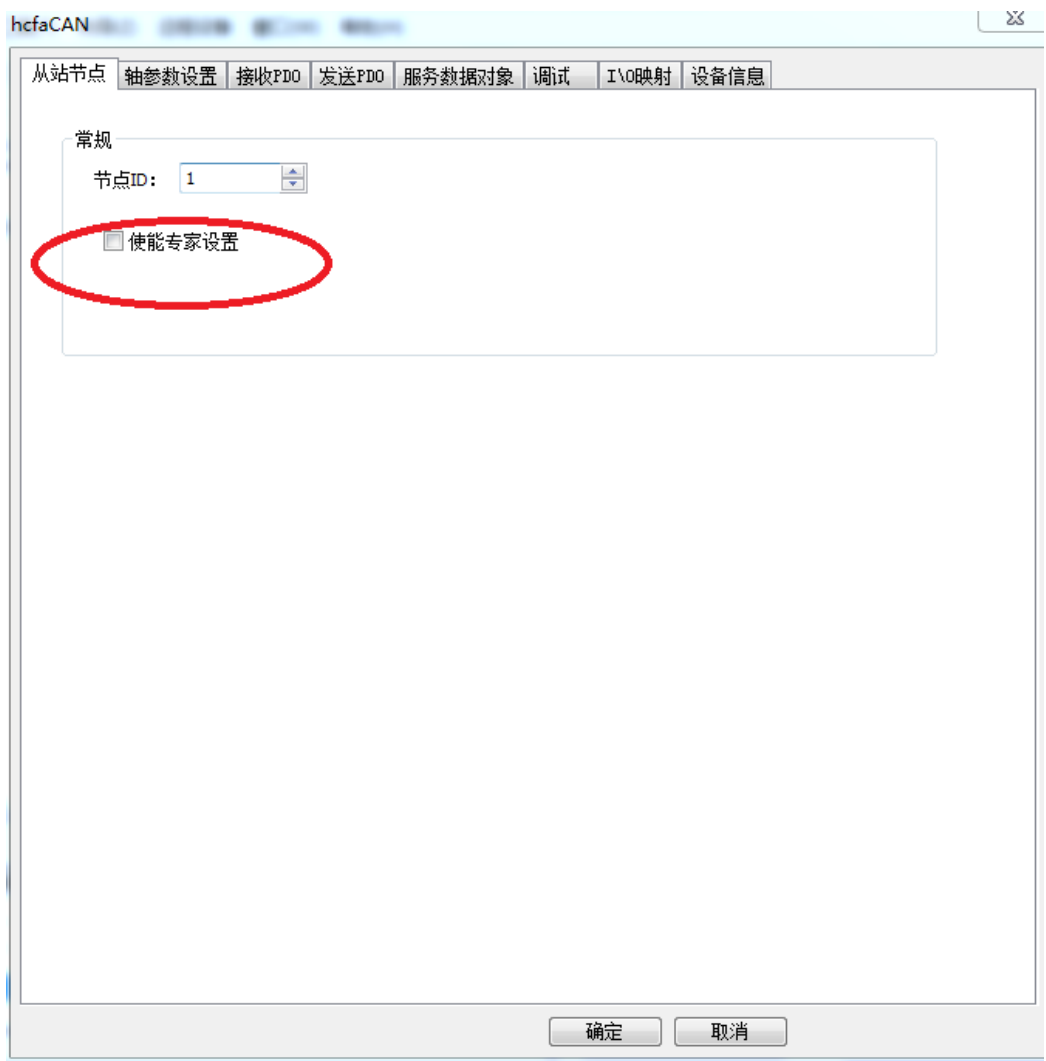 hcfaCAN
从站节点 轴参数设置 接收PDO 发送PDO 服务数据对象 调试 I\O映射 设备信息
常规
节点ID: 1
使能专家设置
确定 取消